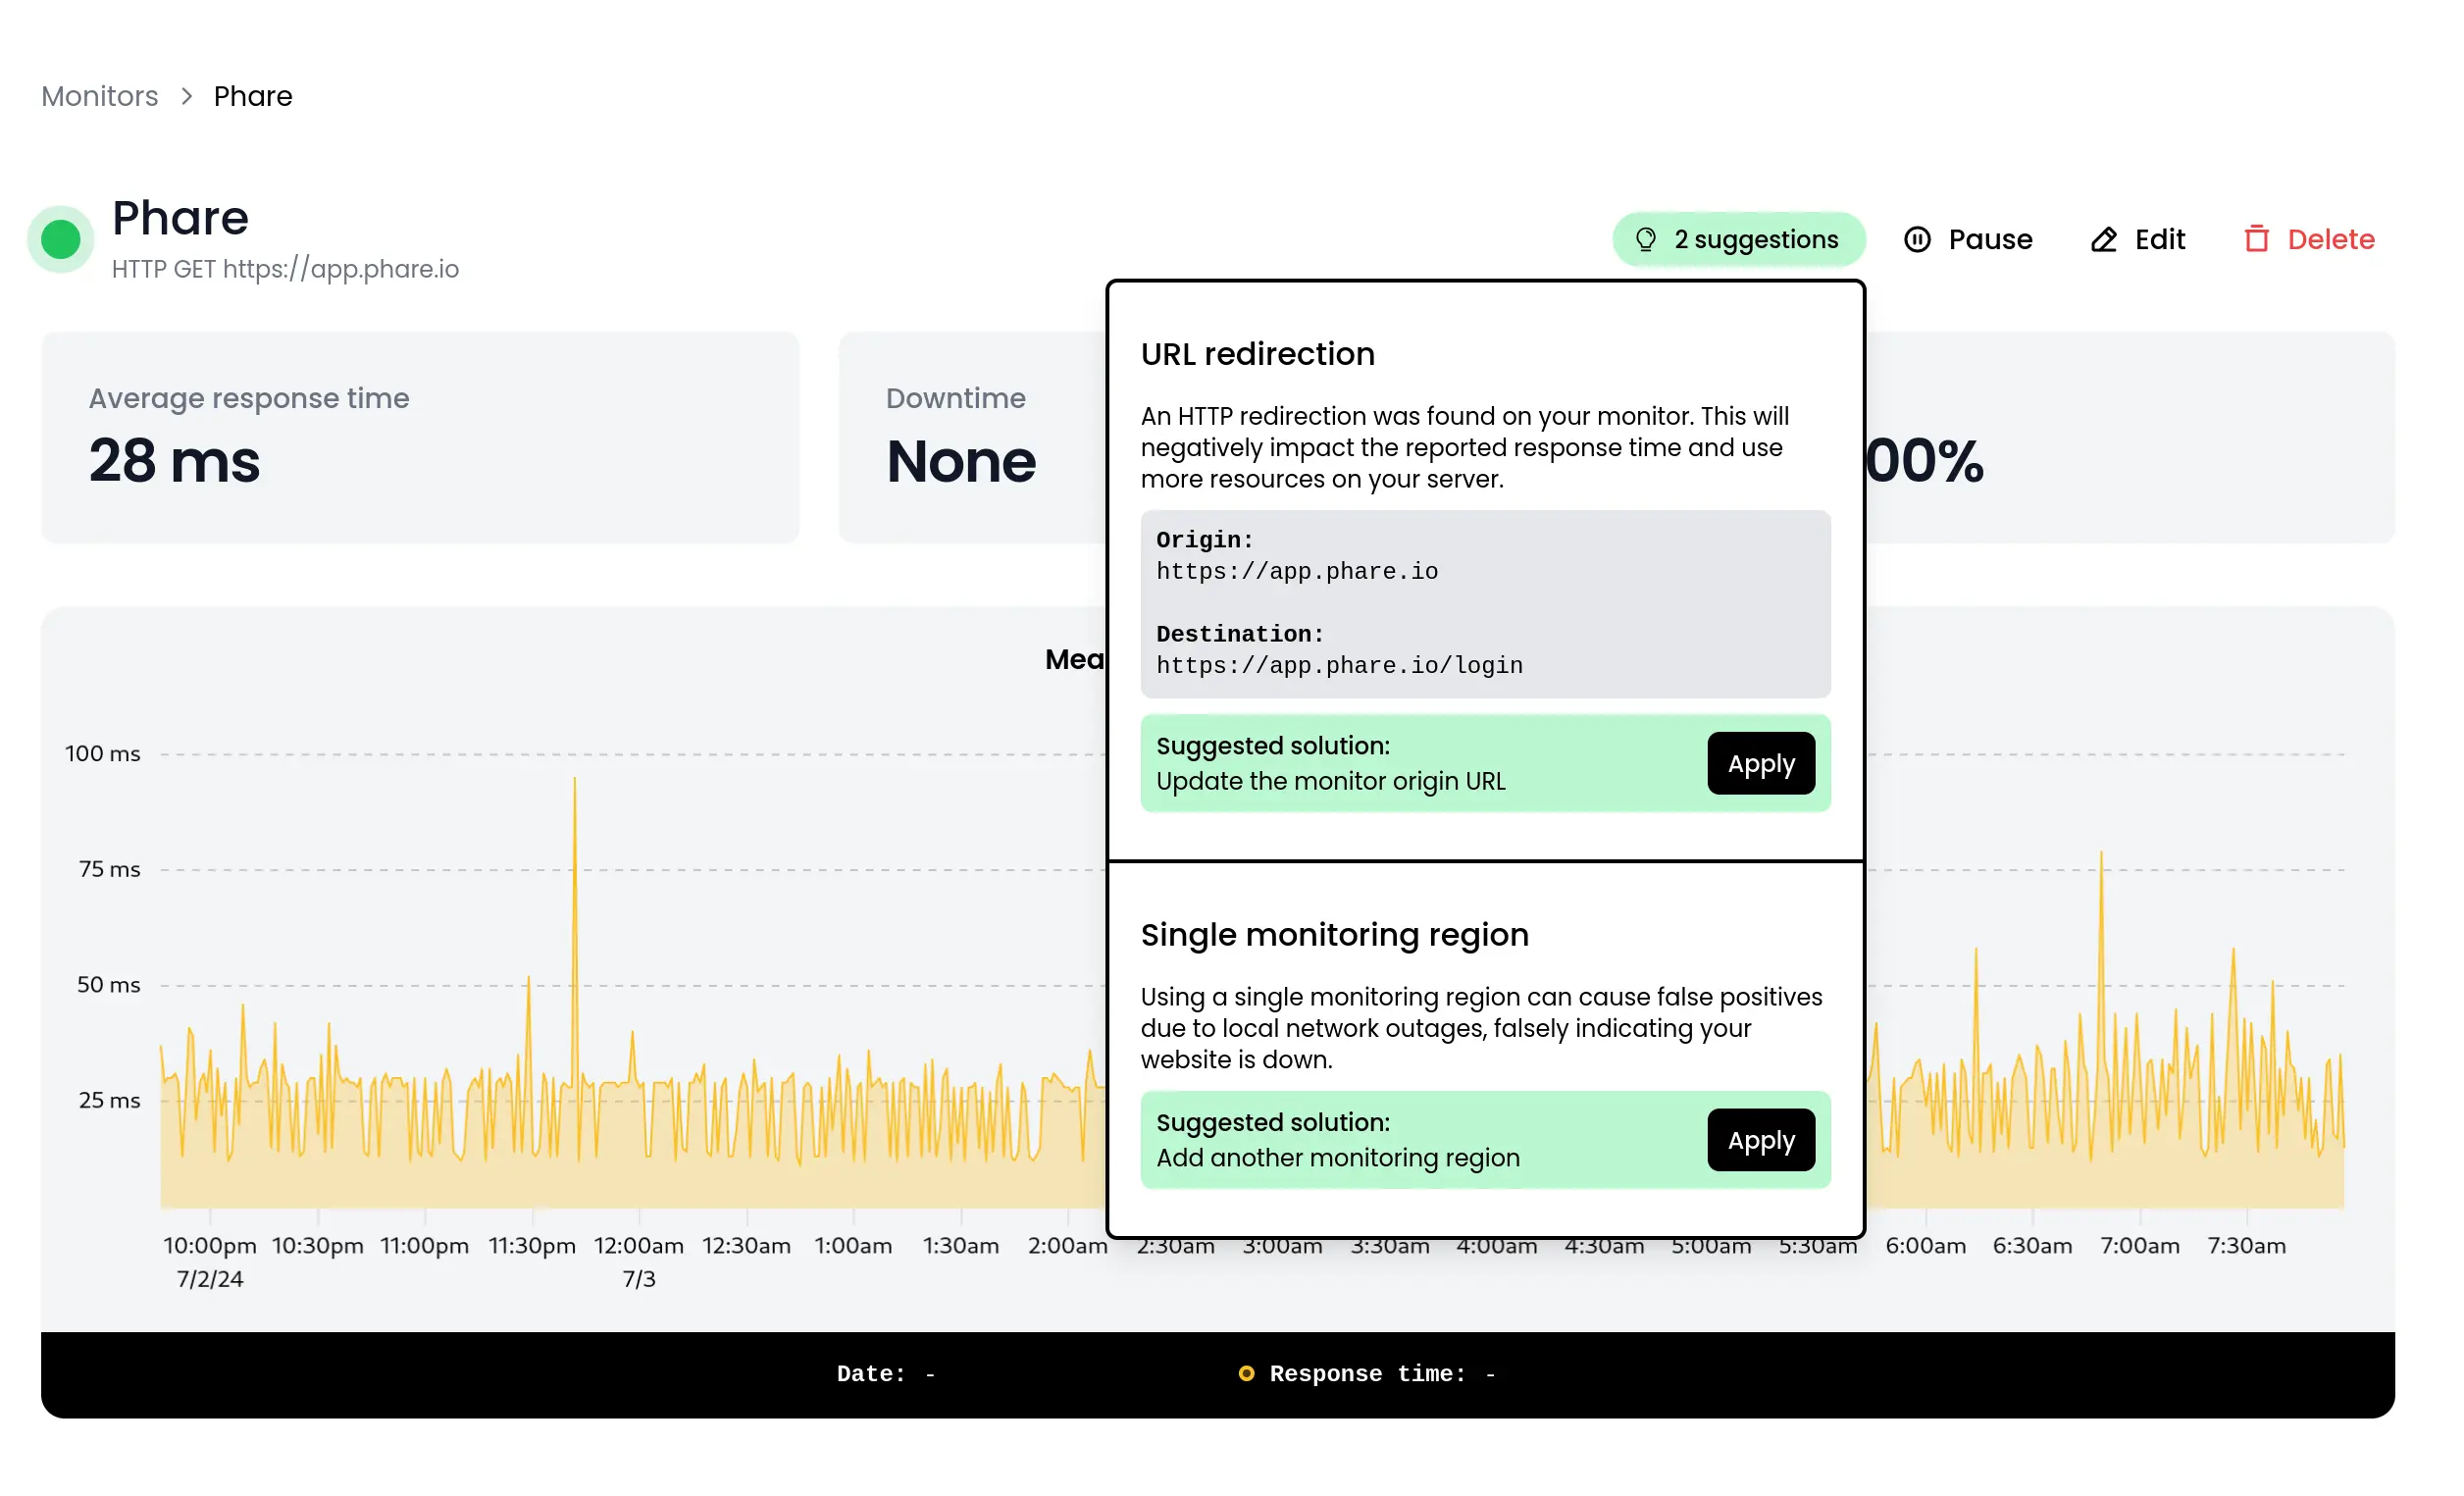 Monitors > Phare
Phare
HTTP GET https://app.phare.io
2 suggestions
Pause
Edit
Delete
Average response time
28 ms
Downtime
None
00%
URL redirection
An HTTP redirection was found on your monitor. This will
negatively impact the reported response time and use
more resources on your server.
Origin:
https://app.phare.io
Destination:
https://app.phare.io/login
Suggested solution:
Update the monitor origin URL
Apply
Single monitoring region
Using a single monitoring region can cause false positives
due to local network outages, falsely indicating your
website is down.
Suggested solution:
Add another monitoring region
Apply
Mea
100 ms
75 ms
50 ms
25 ms
10:00pm 10:30pm 11:00pm 11:30pm 12:00am 12:30am 1:00am 1:30am 2:00am 2:30am 3:00am 3:30am 4:00am 4:30am 5:00am 5:30am 6:00am 6:30am 7:00am 7:30am
7/2/24 7/3
Date: - Response time: -